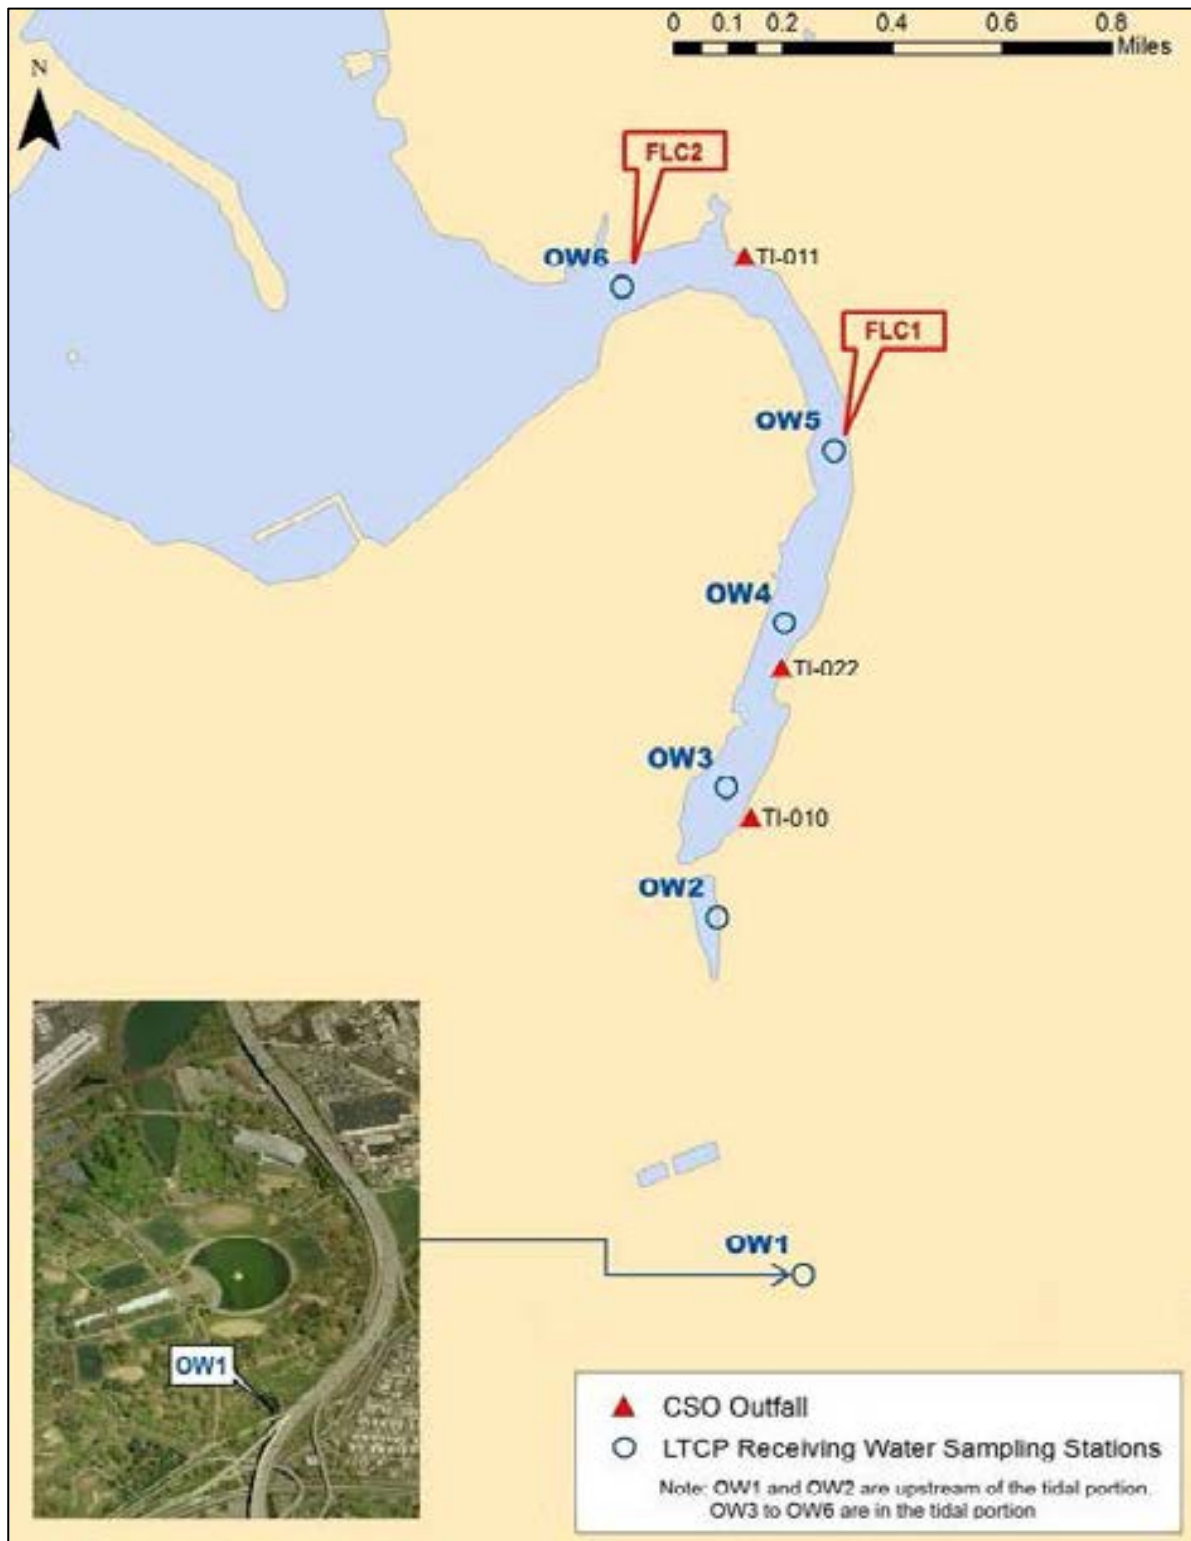 0 0.1 0.2 0.4 0.6 0.8
Miles
N
FLC2
OW6
TI-011
FLC1
OW5
OW4
TI-022
OW3
TI-010
OW2
OW1
OW1
CSO Outfall
LTCP Receiving Water Sampling Stations
Note: OW1 and OW2 are upstream of the tidal portion.
OW3 to OW6 are in the tidal portion